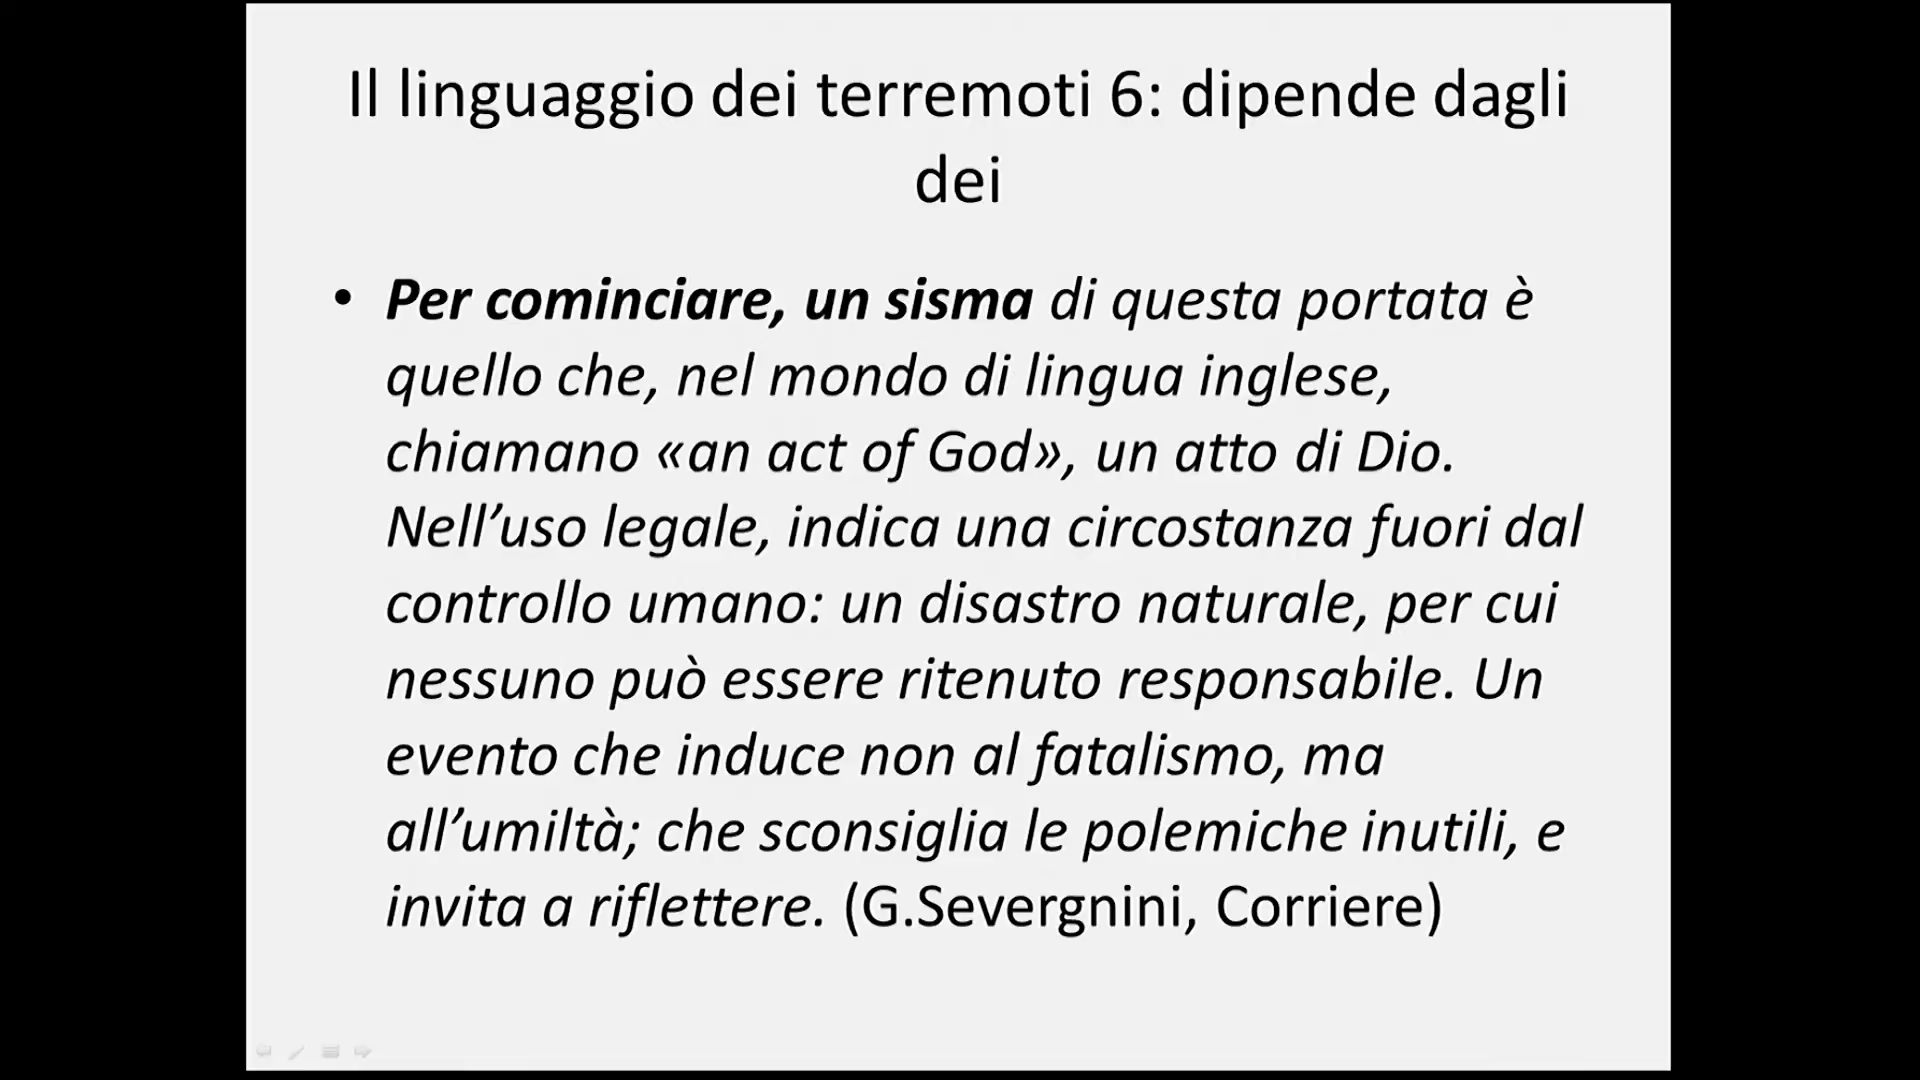 Il linguaggio dei terremoti 6: dipende dagli
dei
• Per cominciare, un sisma di questa portata è
quello che, nel mondo di lingua inglese,
chiamano «an act of God», un atto di Dio.
Nell’uso legale, indica una circostanza fuori dal
controllo umano: un disastro naturale, per cui
nessuno può essere ritenuto responsabile. Un
evento che induce non al fatalismo, ma
all’umiltà; che sconsiglia le polemiche inutili, e
invita a riflettere. (G.Severgnini, Corriere)